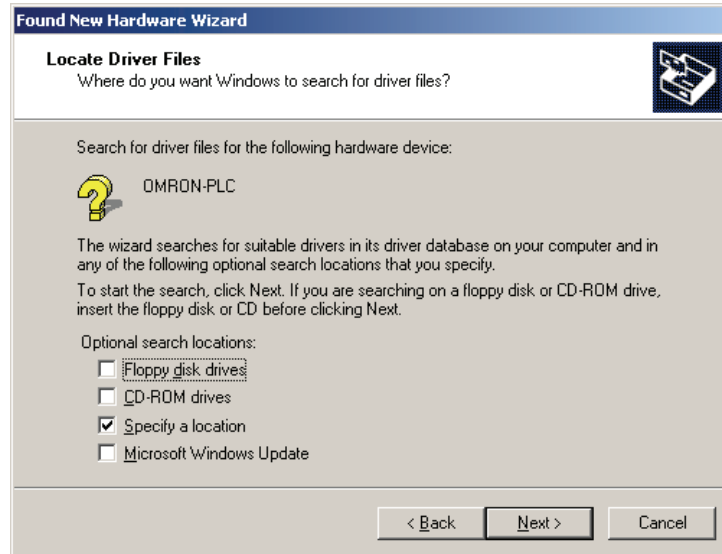 Found New Hardware Wizard
Locate Driver Files
Where do you want Windows to search for driver files?
Search for driver files for the following hardware device:
OMRON-PLC
The wizard searches for suitable drivers in its driver database on your computer and in
any of the following optional search locations that you specify.
To start the search, click Next. If you are searching on a floppy disk or CD-ROM drive,
insert the floppy disk or CD before clicking Next.
Optional search locations:
Floppy disk drives
CD-ROM drives
Specify a location
Microsoft Windows Update
< Back Next > Cancel